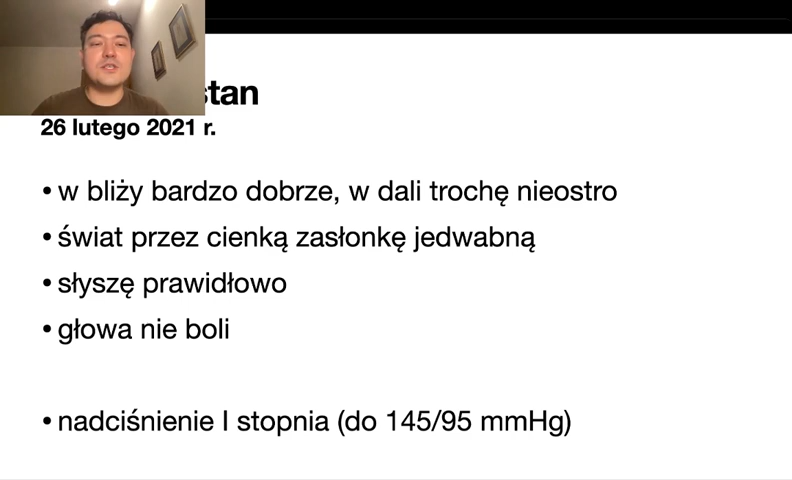 stan
26 lutego 2021 r.
• w bliży bardzo dobrze, w dali trochę nieostro
• świat przez cienką zasłonkę jedwabną
• słyszę prawidłowo
• głowa nie boli
• nadciśnienie I stopnia (do 145/95 mmHg)